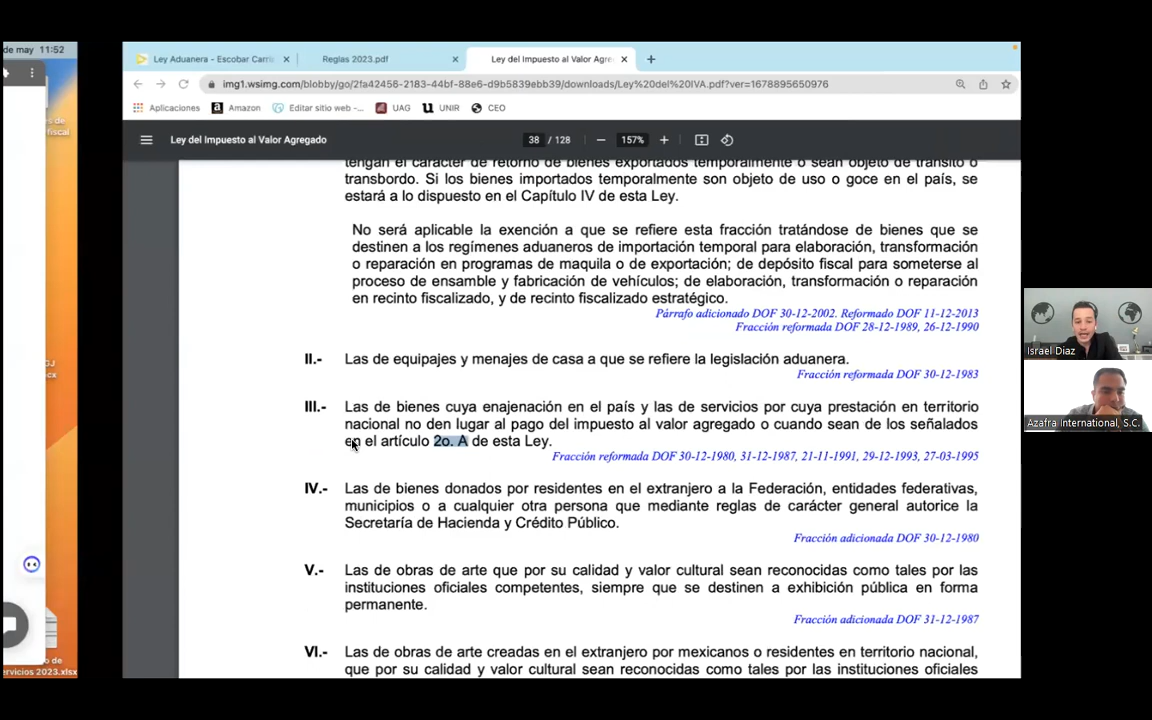 de may 11:52
Ley Aduanera - Escobar Carri
Reglas 2023.pdf
Ley del Impuesto al Valor Agre
img1.wsimg.com/blobby/go/2fa42456-2183-44bf-88e6-d9b5839ebb39/downloads/Ley%20del%20IVA.pdf?ver=1678895650976
Aplicaciones
Amazon
Editar sitio web -...
UAG
UNIR
CEO
Ley del Impuesto al Valor Agregado
38 / 128
157%
tengan el carácter de retorno de bienes exportados temporalmente o sean objeto de tránsito o
transbordo. Si los bienes importados temporalmente son objeto de uso o goce en el país, se
estará a lo dispuesto en el Capítulo IV de esta Ley.
No será aplicable la exención a que se refiere esta fracción tratándose de bienes que se
destinen a los regímenes aduaneros de importación temporal para elaboración, transformación
o reparación en programas de maquila o de exportación; de depósito fiscal para someterse al
proceso de ensamble y fabricación de vehículos; de elaboración, transformación o reparación
en recinto fiscalizado, y de recinto fiscalizado estratégico.
Párrafo adicionado DOF 30-12-2002. Reformado DOF 11-12-2013
Fracción reformada DOF 28-12-1989, 26-12-1990
II.- Las de equipajes y menajes de casa a que se refiere la legislación aduanera.
Fracción reformada DOF 30-12-1983
III.- Las de bienes cuya enajenación en el país y las de servicios por cuya prestación en territorio
nacional no den lugar al pago del impuesto al valor agregado o cuando sean de los señalados
en el artículo 2o. A de esta Ley.
Fracción reformada DOF 30-12-1980, 31-12-1987, 21-11-1991, 29-12-1993, 27-03-1995
IV.- Las de bienes donados por residentes en el extranjero a la Federación, entidades federativas,
municipios o a cualquier otra persona que mediante reglas de carácter general autorice la
Secretaría de Hacienda y Crédito Público.
Fracción adicionada DOF 30-12-1980
V.- Las de obras de arte que por su calidad y valor cultural sean reconocidas como tales por las
instituciones oficiales competentes, siempre que se destinen a exhibición pública en forma
permanente.
Fracción adicionada DOF 31-12-1987
VI.- Las de obras de arte creadas en el extranjero por mexicanos o residentes en territorio nacional,
que por su calidad y valor cultural sean reconocidas como tales por las instituciones oficiales
es de
fiscal
GJ
cx
o de
ervicios 2023.xlsx
Israel Diaz
Azafra International, S.C.